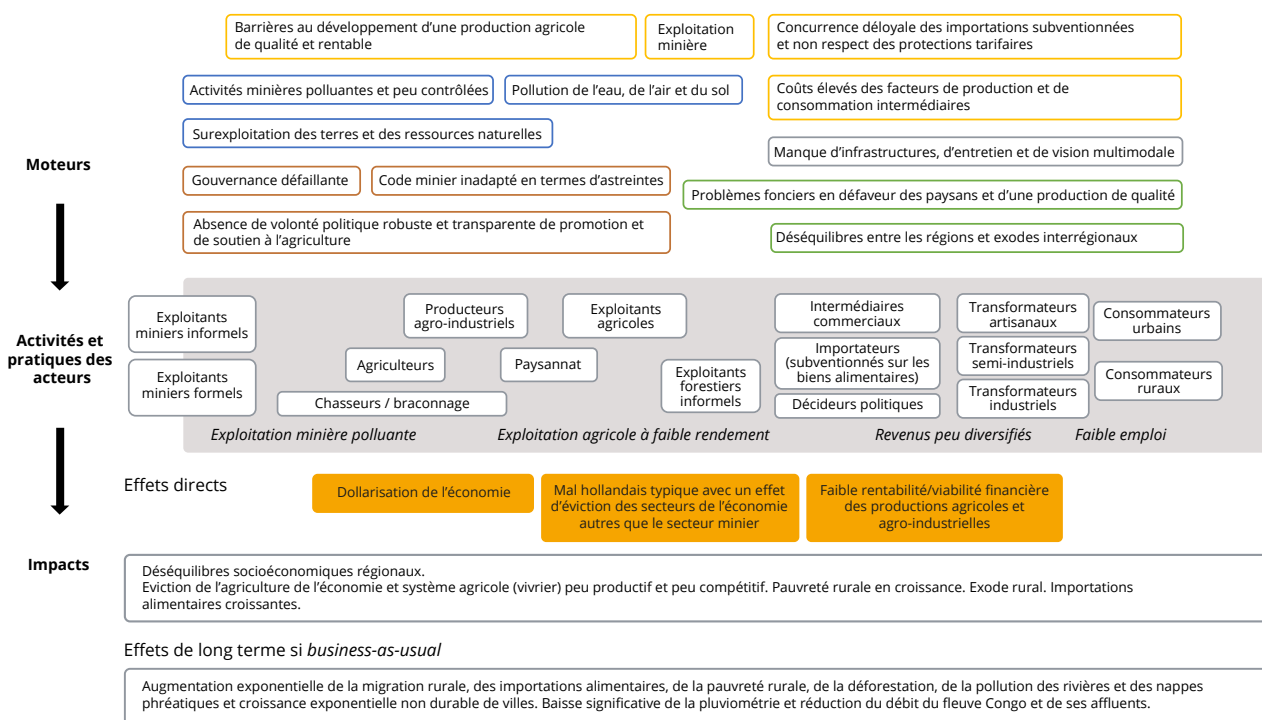 Barrières au développement d'une production agricole
de qualité et rentable
Exploitation
minière
Concurrence déloyale des importations subventionnées
et non respect des protections tarifaires
Activités minières polluantes et peu contrôlées
Pollution de l'eau, de l'air et du sol
Coûts élevés des facteurs de production et de
consommation intermédiaires
Surexploitation des terres et des ressources naturelles
Manque d'infrastructures, d'entretien et de vision multimodale
Moteurs
Gouvernance défaillante
Code minier inadapté en termes d'astreintes
Problèmes fonciers en défaveur des paysans et d'une production de qualité
Absence de volonté politique robuste et transparente de promotion et
de soutien à l'agriculture
Déséquilibres entre les régions et exodes interrégionaux
Activités et
pratiques des
acteurs
Exploitants
miniers informels
Exploitants
miniers formels
Producteurs
agro-industriels
Exploitants
agricoles
Agriculteurs
Paysannat
Chasseurs / braconnage
Exploitants
forestiers
informels
Intermédiaires
commerciaux
Importateurs
(subventionnés sur les
biens alimentaires)
Décideurs politiques
Transformateurs
artisanaux
Transformateurs
semi-industriels
Transformateurs
industriels
Consommateurs
urbains
Consommateurs
ruraux
Exploitation minière polluante
Exploitation agricole à faible rendement
Revenus peu diversifiés
Faible emploi
Effets directs
Dollarisation de l'économie
Mal hollandais typique avec un effet
d'éviction des secteurs de l'économie
autres que le secteur minier
Faible rentabilité/viabilité financière
des productions agricoles et
agro-industrielles
Impacts
Déséquilibres socioéconomiques régionaux.
Eviction de l'agriculture de l'économie et système agricole (vivrier) peu productif et peu compétitif. Pauvreté rurale en croissance. Exode rural. Importations
alimentaires croissantes.
Effets de long terme si business-as-usual
Augmentation exponentielle de la migration rurale, des importations alimentaires, de la pauvreté rurale, de la déforestation, de la pollution des rivières et des nappes
phréatiques et croissance exponentielle non durable de villes. Baisse significative de la pluviométrie et réduction du débit du fleuve Congo et de ses affluents.